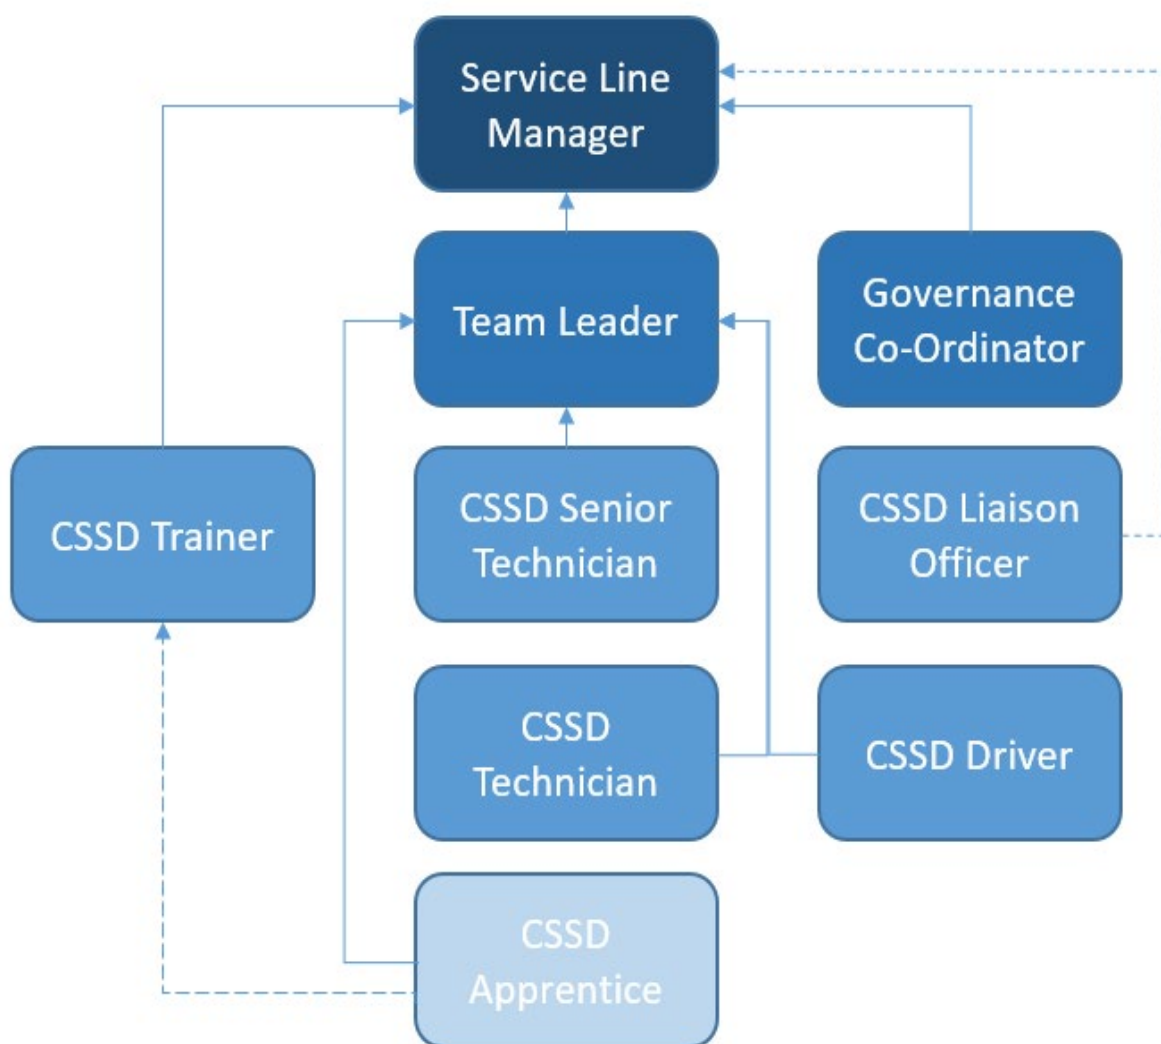 Service Line
Manager
Team Leader
Governance
Co-Ordinator
CSSD Trainer
CSSD Senior
Technician
CSSD Liaison
Officer
CSSD
Technician
CSSD Driver
CSSD
Apprentice